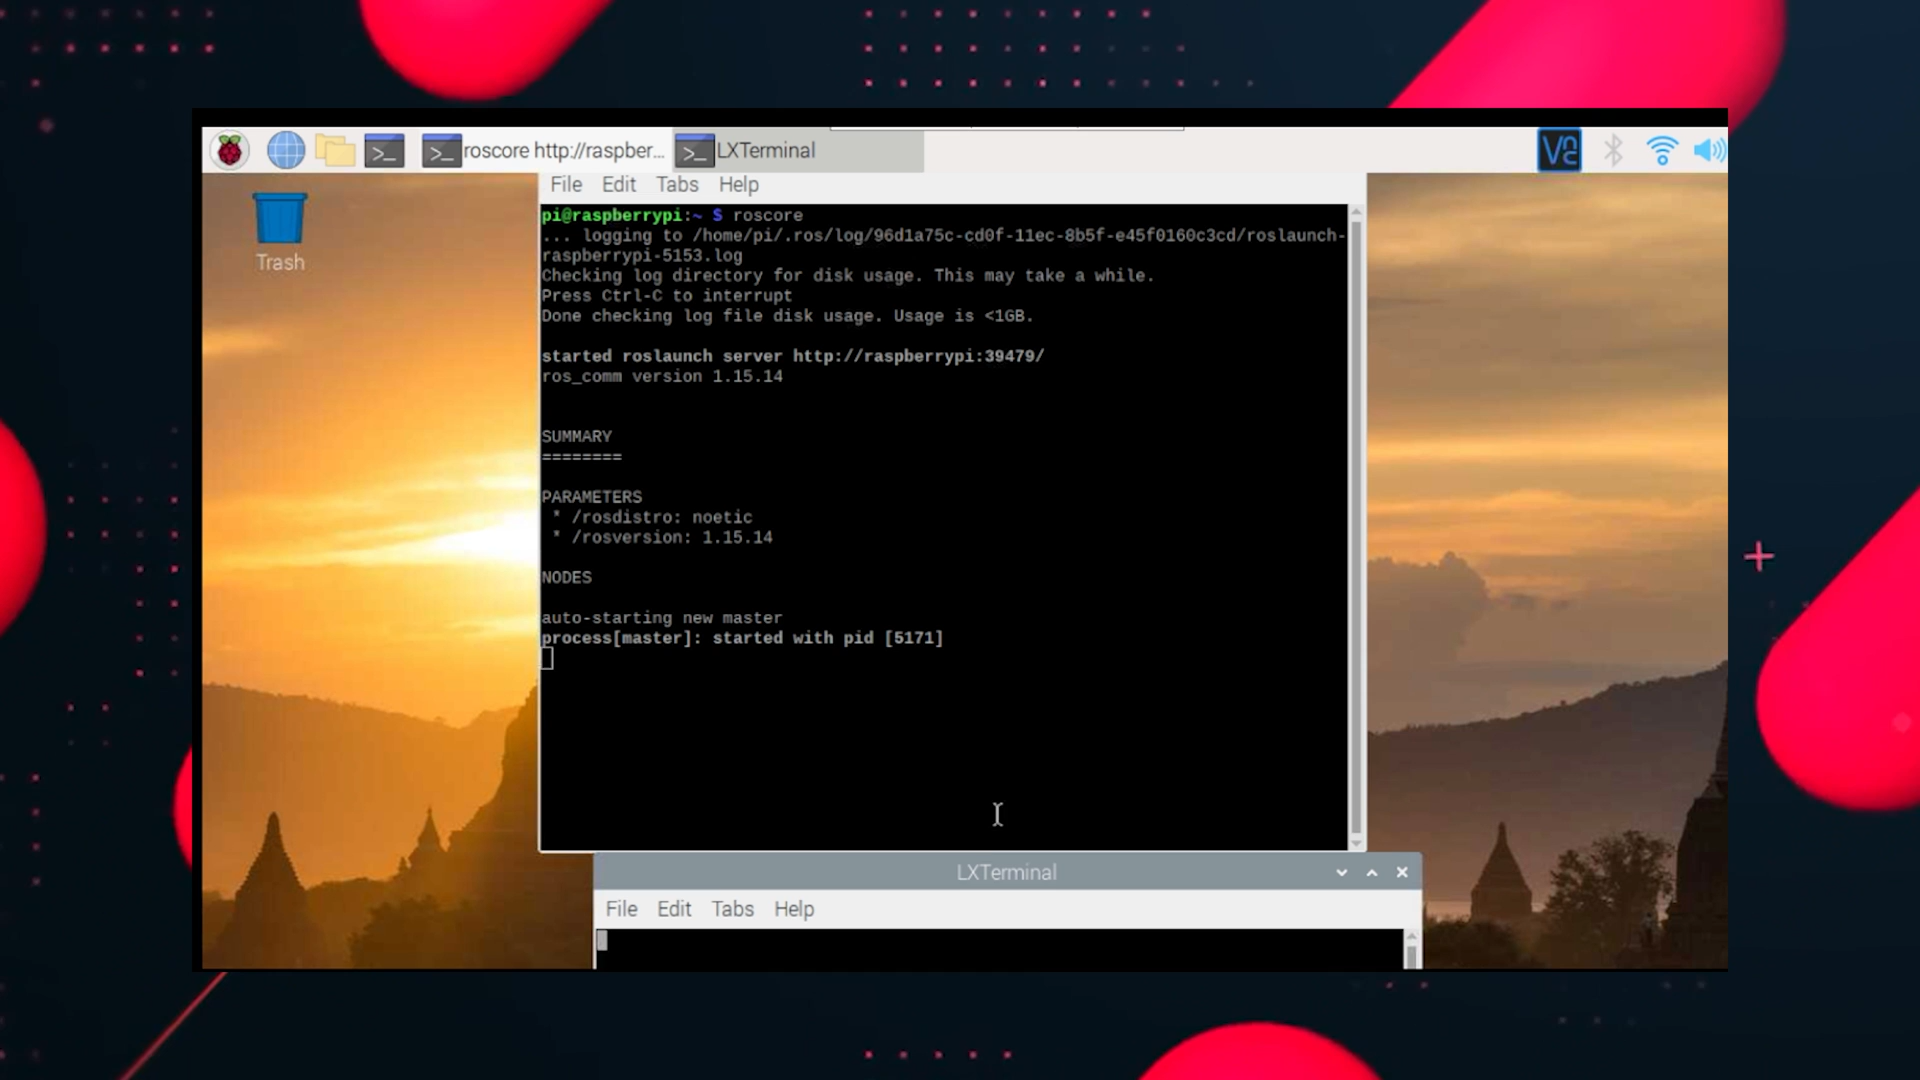 roscore http://raspber...
LXTerminal
VNC
File Edit Tabs Help
Trash
pi@raspberrypi:~ $ roscore
... logging to /home/pi/.ros/log/96d1a75c-cd0f-11ec-8b5f-e45f0160c3cd/roslaunch-
raspberrypi-5153.log
Checking log directory for disk usage. This may take a while.
Press Ctrl-C to interrupt
Done checking log file disk usage. Usage is <1GB.
started roslaunch server http://raspberrypi:39479/
ros_comm version 1.15.14
SUMMARY
========
PARAMETERS
* /rosdistro: noetic
* /rosversion: 1.15.14
NODES
auto-starting new master
process[master]: started with pid [5171]
LXTerminal
File Edit Tabs Help